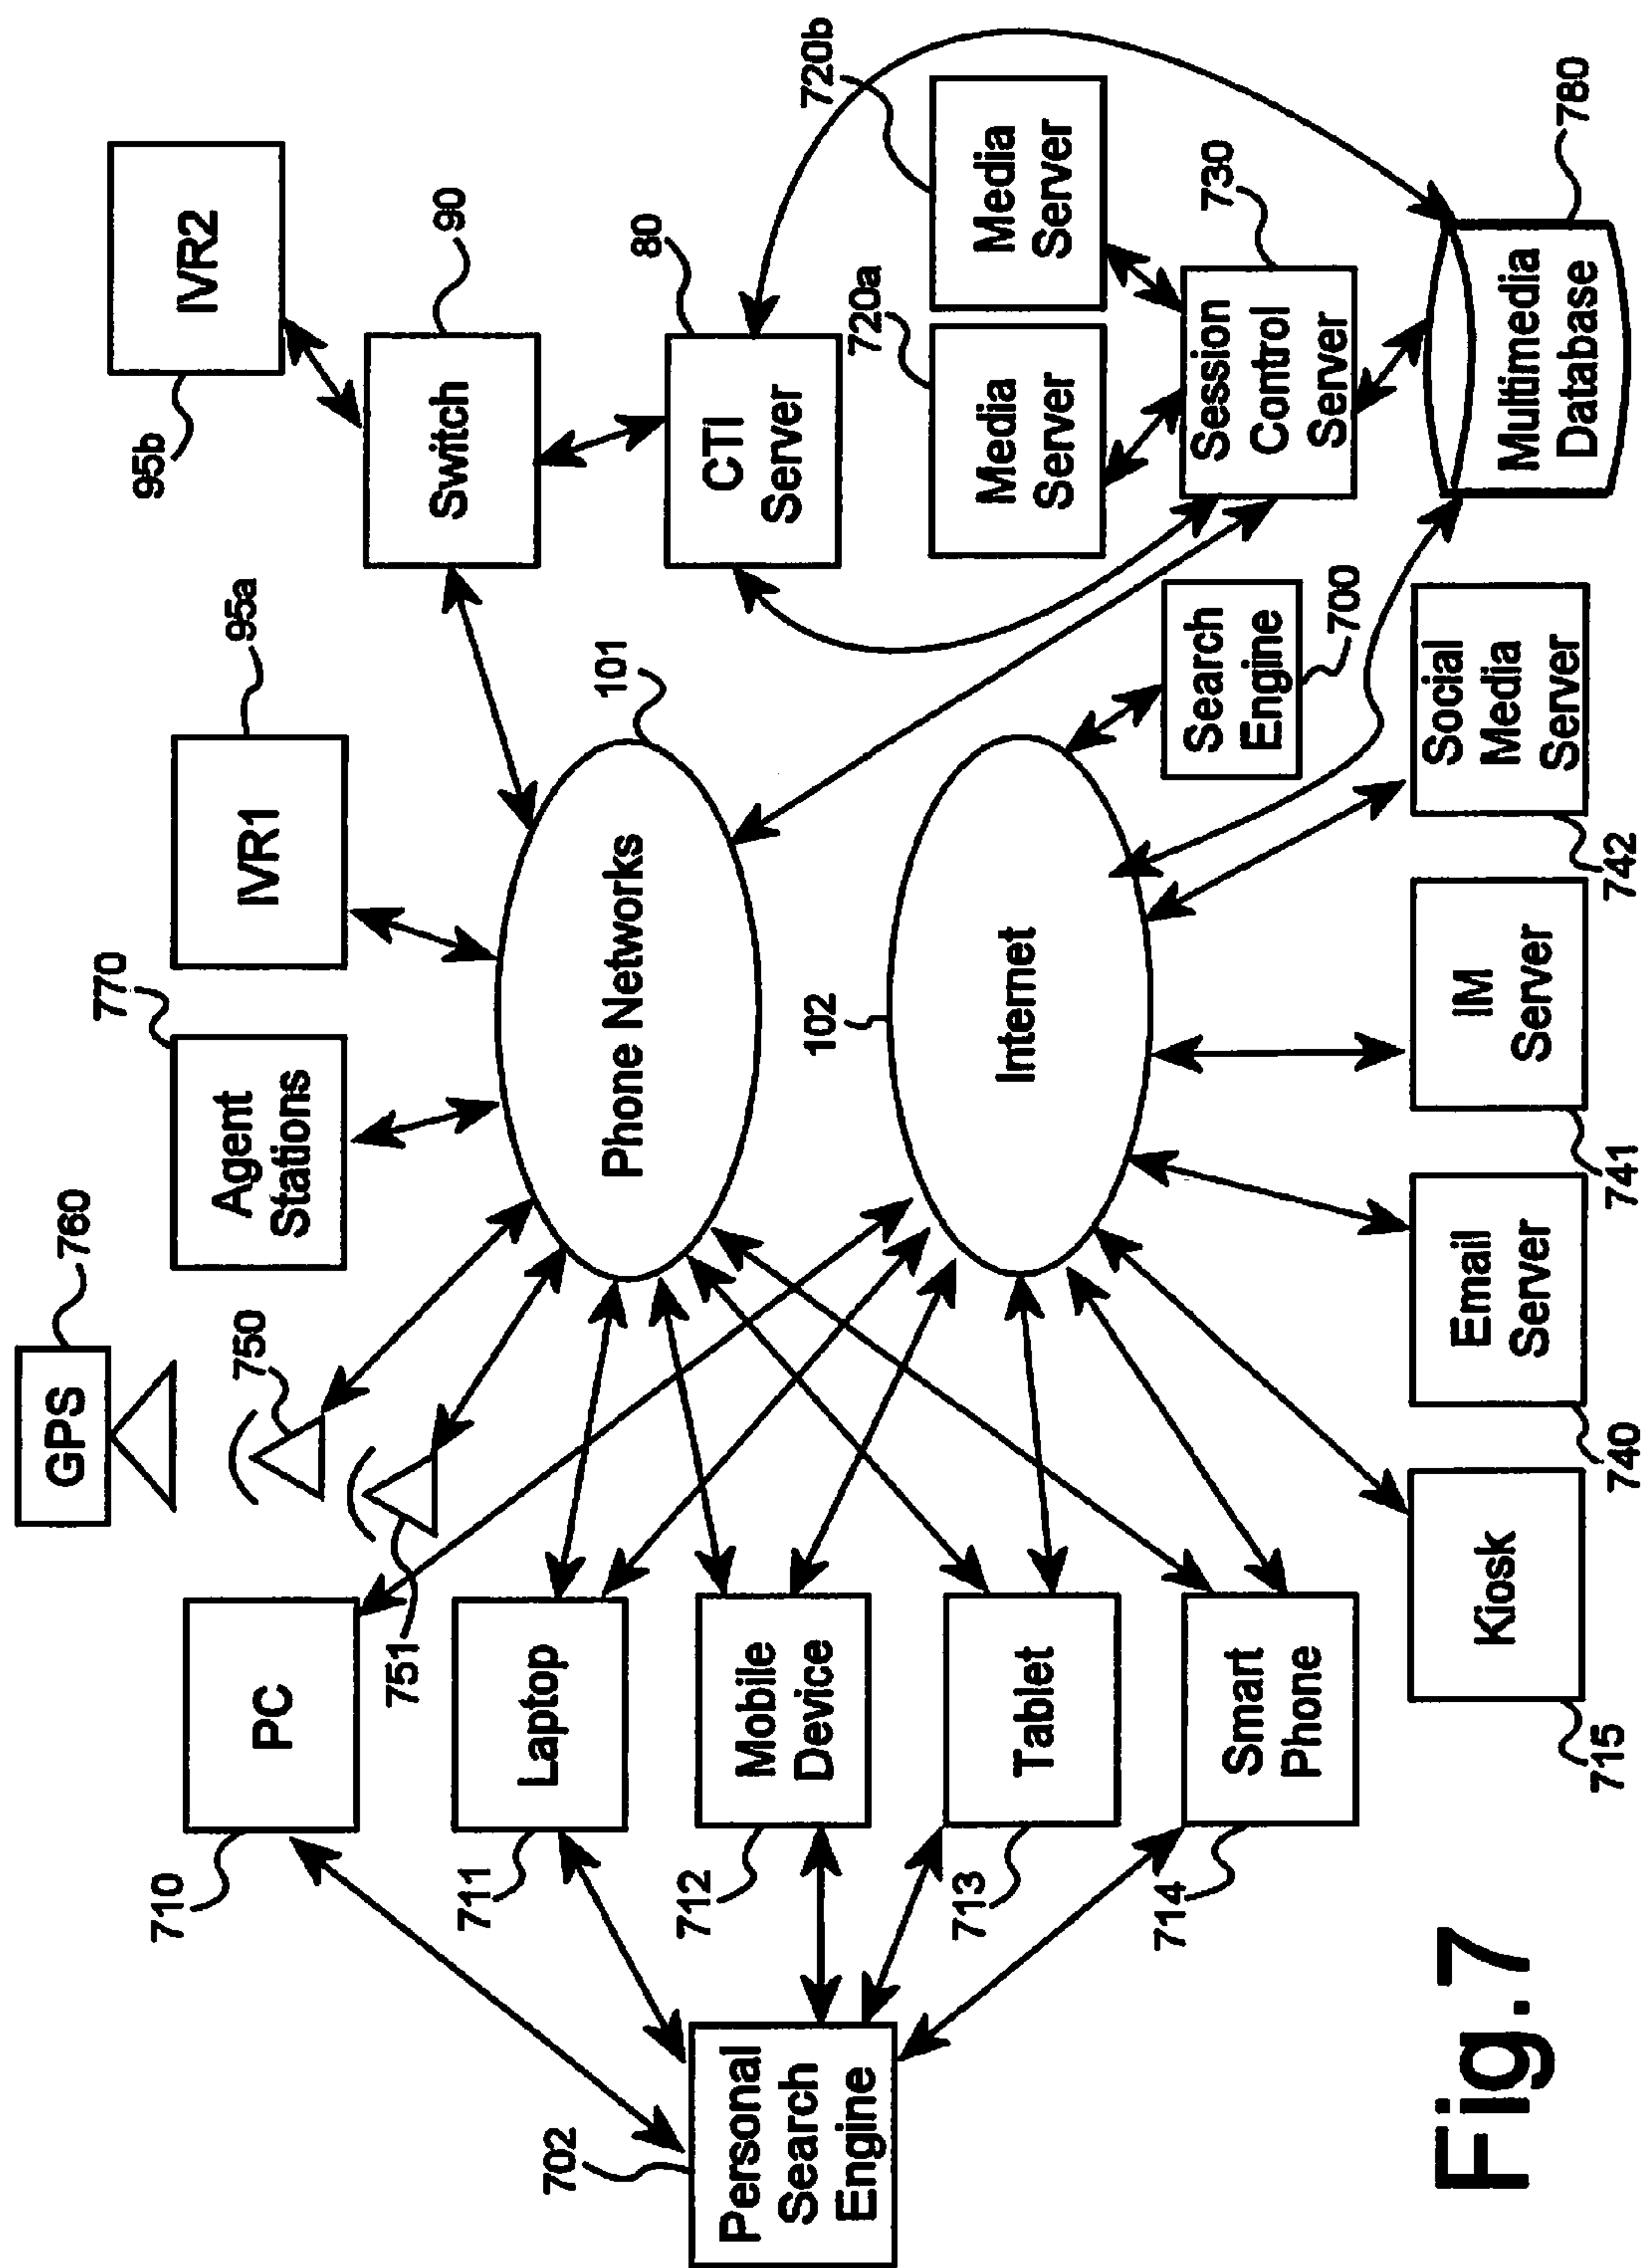 GPS
760
750
751
Agent
Stations
770
IVR1
95a
IVR2
95b
Switch
90
CTI
Server
80
Phone Networks
101
Internet
102
PC
710
Laptop
711
Mobile
Device
712
Tablet
713
Smart
Phone
714
Personal
Search
Engine
702
Media
Server
720a
Media
Server
720b
Session
Control
Server
730
Search
Engine
700
Multimedia
Database
780
Kiosk
715
Email
Server
740
IM
Server
741
Social
Media
Server
742
Fig.7